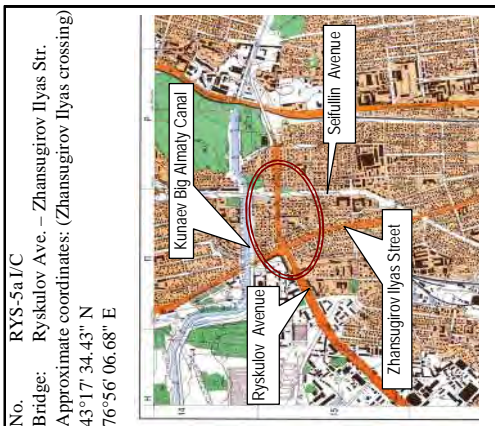 No. RYS-5a I/C
Bridge: Ryskulov Ave. – Zhansugirov Ilyas Str.
Approximate coordinates: (Zhansugirov Ilyas crossing)
43°17' 34.43" N
76°56' 06.68" E
Kunaev Big Almaty Canal
Seifullin Avenue
Ryskulov Avenue
Zhansugirov Ilyas Street
Н
П
Р
14
15